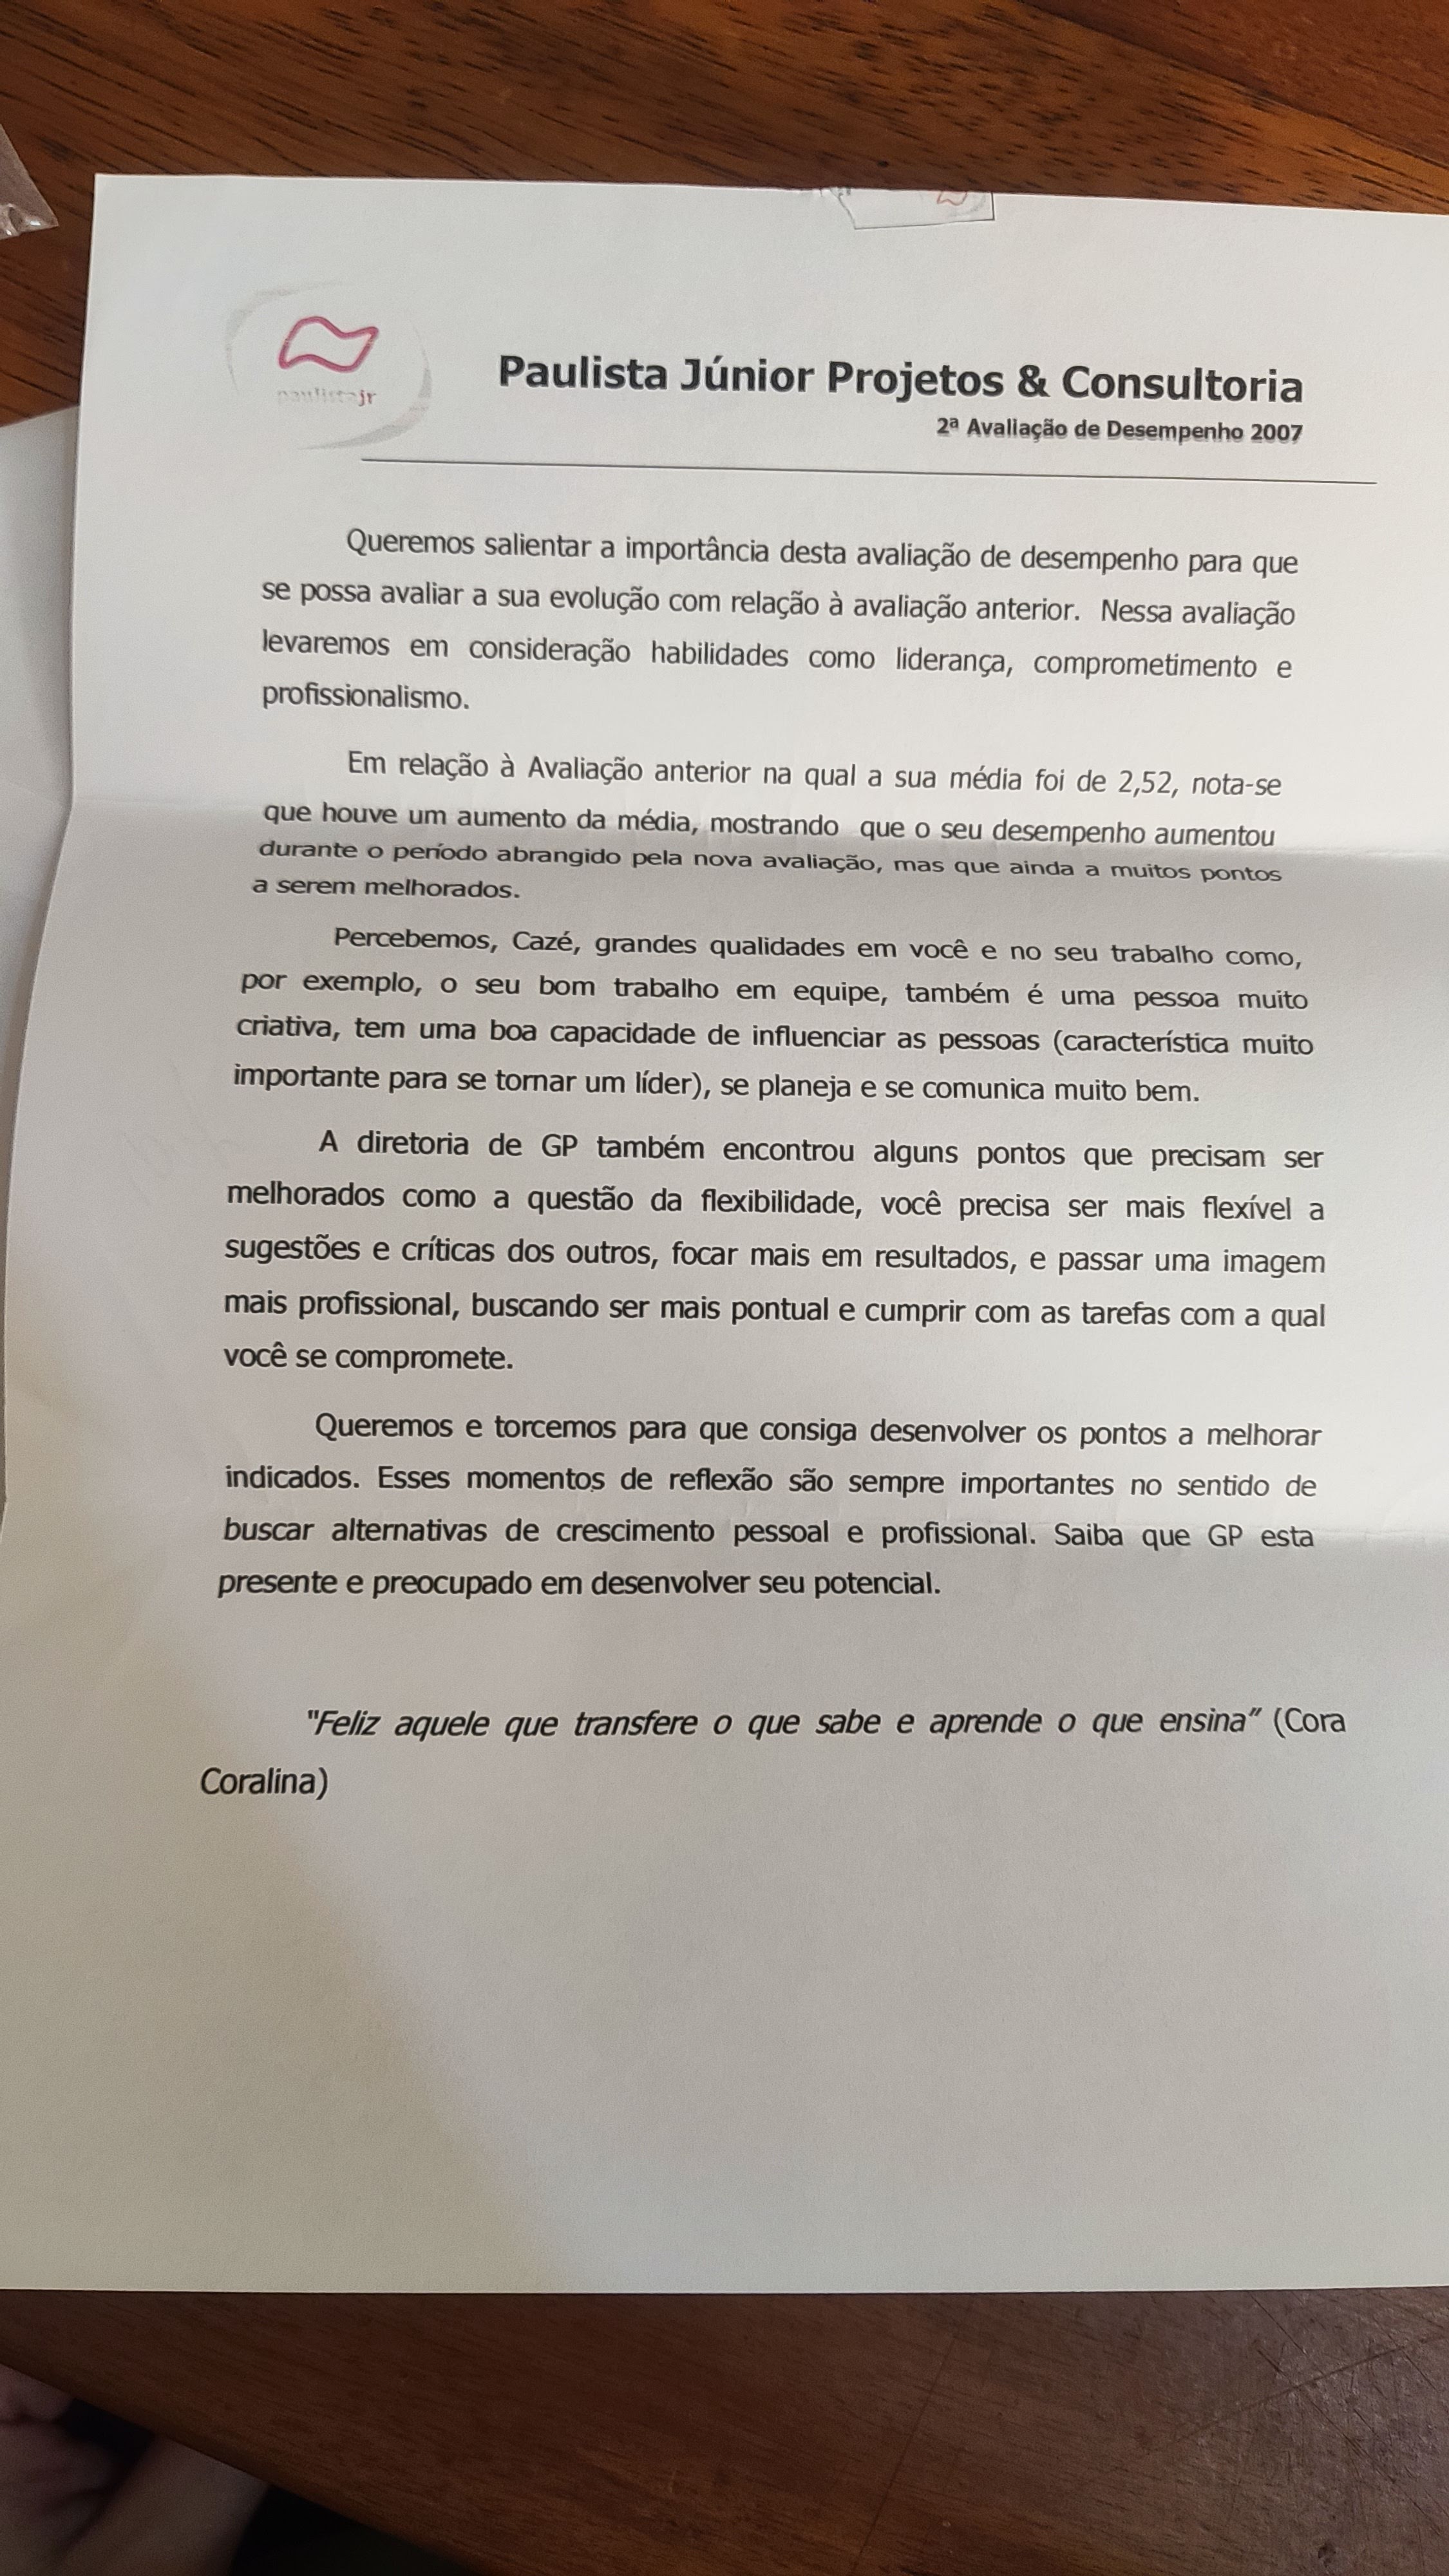 paulistajr
Paulista Júnior Projetos & Consultoria
2ª Avaliação de Desempenho 2007
Queremos salientar a importância desta avaliação de desempenho para que
se possa avaliar a sua evolução com relação à avaliação anterior.  Nessa avaliação
levaremos em consideração habilidades como liderança, comprometimento e
profissionalismo.
Em relação à Avaliação anterior na qual a sua média foi de 2,52, nota-se
que houve um aumento da média, mostrando  que o seu desempenho aumentou
durante o período abrangido pela nova avaliação, mas que ainda a muitos pontos
a serem melhorados.
Percebemos, Cazé, grandes qualidades em você e no seu trabalho como,
por exemplo, o seu bom trabalho em equipe, também é uma pessoa muito
criativa, tem uma boa capacidade de influenciar as pessoas (característica muito
importante para se tornar um líder), se planeja e se comunica muito bem.
A diretoria de GP também encontrou alguns pontos que precisam ser
melhorados como a questão da flexibilidade, você precisa ser mais flexível a
sugestões e críticas dos outros, focar mais em resultados, e passar uma imagem
mais profissional, buscando ser mais pontual e cumprir com as tarefas com a qual
você se compromete.
Queremos e torcemos para que consiga desenvolver os pontos a melhorar
indicados. Esses momentos de reflexão são sempre importantes no sentido de
buscar alternativas de crescimento pessoal e profissional. Saiba que GP esta
presente e preocupado em desenvolver seu potencial.
"Feliz aquele que transfere o que sabe e aprende o que ensina" (Cora
Coralina)